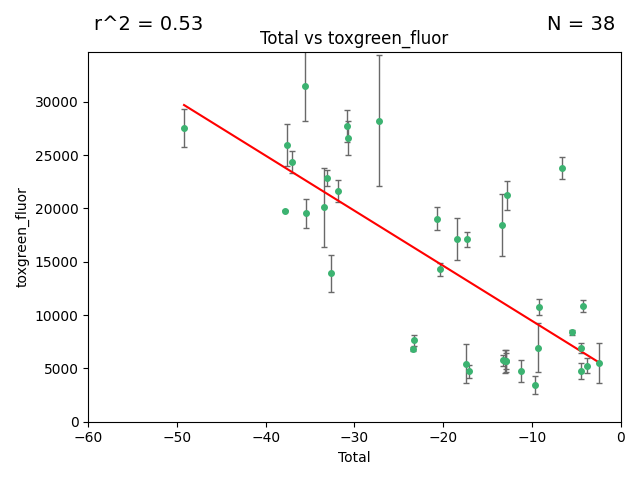 r^2 = 0.53
N = 38
Total vs toxgreen_fluor
toxgreen_fluor
30000
25000
20000
15000
10000
5000
0
−60
−50
−40
−30
−20
−10
0
Total